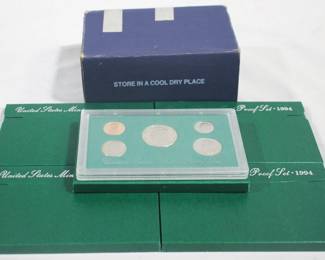 STORE IN A COOL DRY PLACE
United States Min
Proof Set · 1994
United States Min
Proof Set · 1994